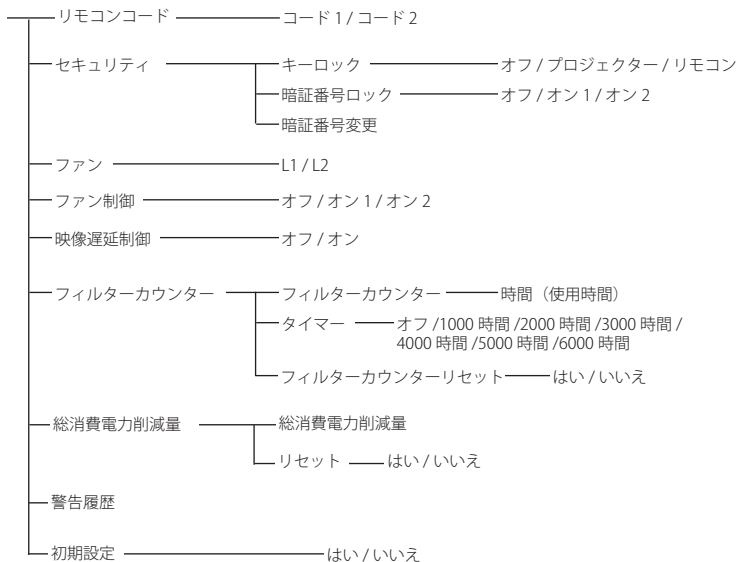 リモコンコード コード 1 / コード 2
セキュリティ キーロック オフ / プロジェクター / リモコン
暗証番号ロック オフ / オン 1 / オン 2
暗証番号変更
ファン L1 / L2
ファン制御 オフ / オン 1 / オン 2
映像遅延制御 オフ / オン
フィルターカウンター フィルターカウンター 時間（使用時間）
タイマー オフ /1000 時間 /2000 時間 /3000 時間 /
4000 時間 /5000 時間 /6000 時間
フィルターカウンターリセット はい / いいえ
総消費電力削減量 総消費電力削減量
リセット はい / いいえ
警告履歴
初期設定 はい / いいえ